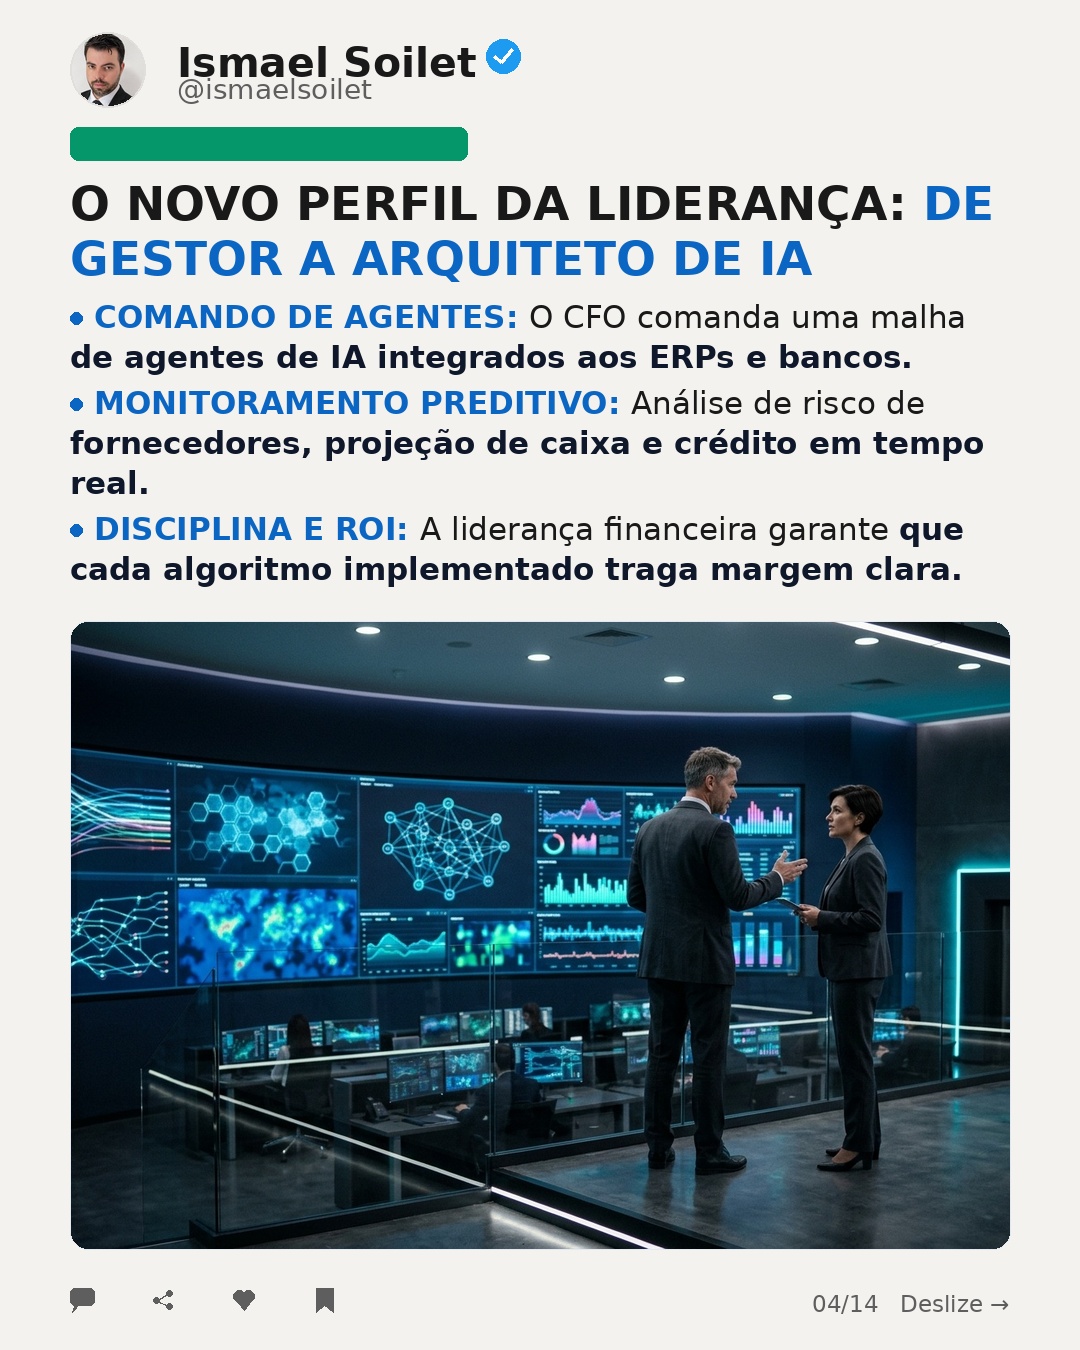 Ismael Soilet
@ismaelsoilet
O NOVO PERFIL DA LIDERANÇA: DE
GESTOR A ARQUITETO DE IA
• COMANDO DE AGENTES: O CFO comanda uma malha
de agentes de IA integrados aos ERPs e bancos.
• MONITORAMENTO PREDITIVO: Análise de risco de
fornecedores, projeção de caixa e crédito em tempo
real.
• DISCIPLINA E ROI: A liderança financeira garante que
cada algoritmo implementado traga margem clara.
04/14 Deslize →